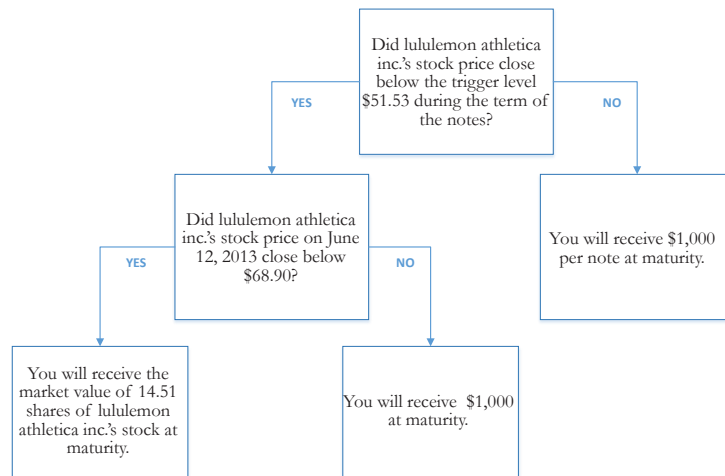 Did lululemon athletica
inc.'s stock price close
below the trigger level
$51.53 during the term of
the notes?
YES
NO
Did lululemon athletica
inc.'s stock price on June
12, 2013 close below
$68.90?
You will receive $1,000
per note at maturity.
YES
NO
You will receive the
market value of 14.51
shares of lululemon
athletica inc.'s stock at
maturity.
You will receive $1,000
at maturity.